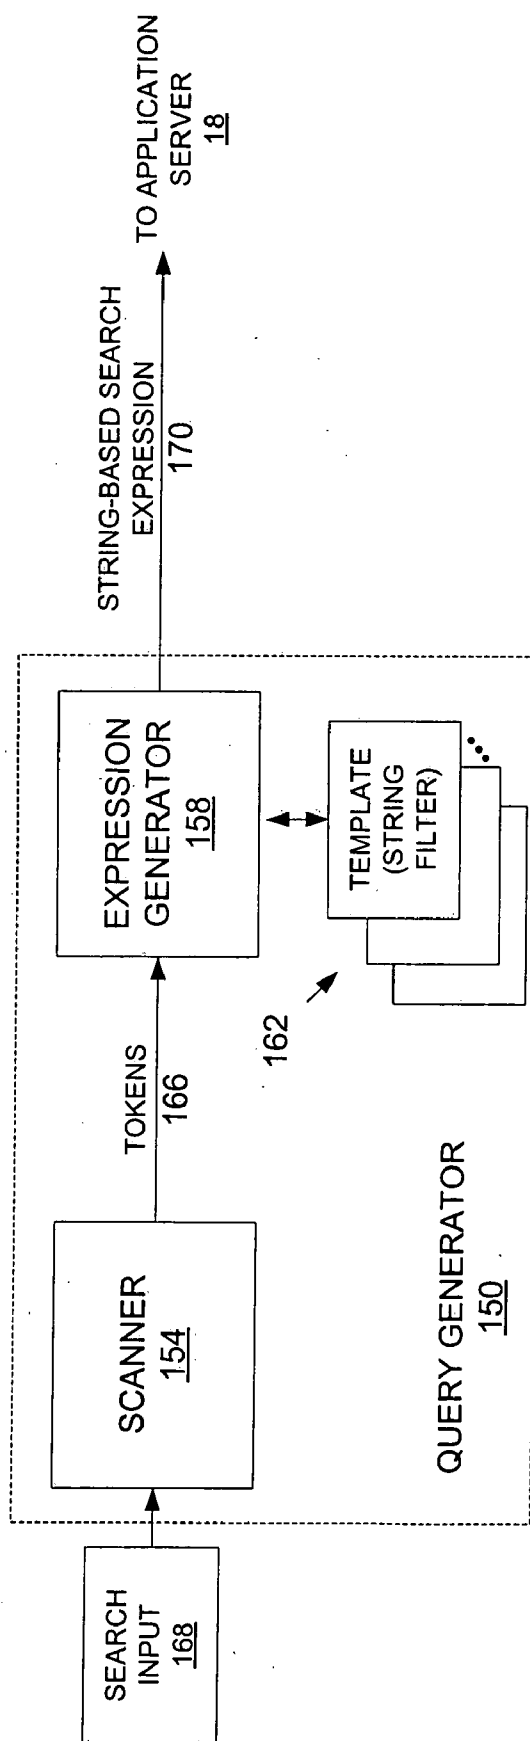 SEARCH
INPUT
168
SCANNER
154
TOKENS
166
EXPRESSION
GENERATOR
158
162
TEMPLATE
(STRING
FILTER)
QUERY GENERATOR
150
STRING-BASED SEARCH
EXPRESSION
170
TO APPLICATION
SERVER
18